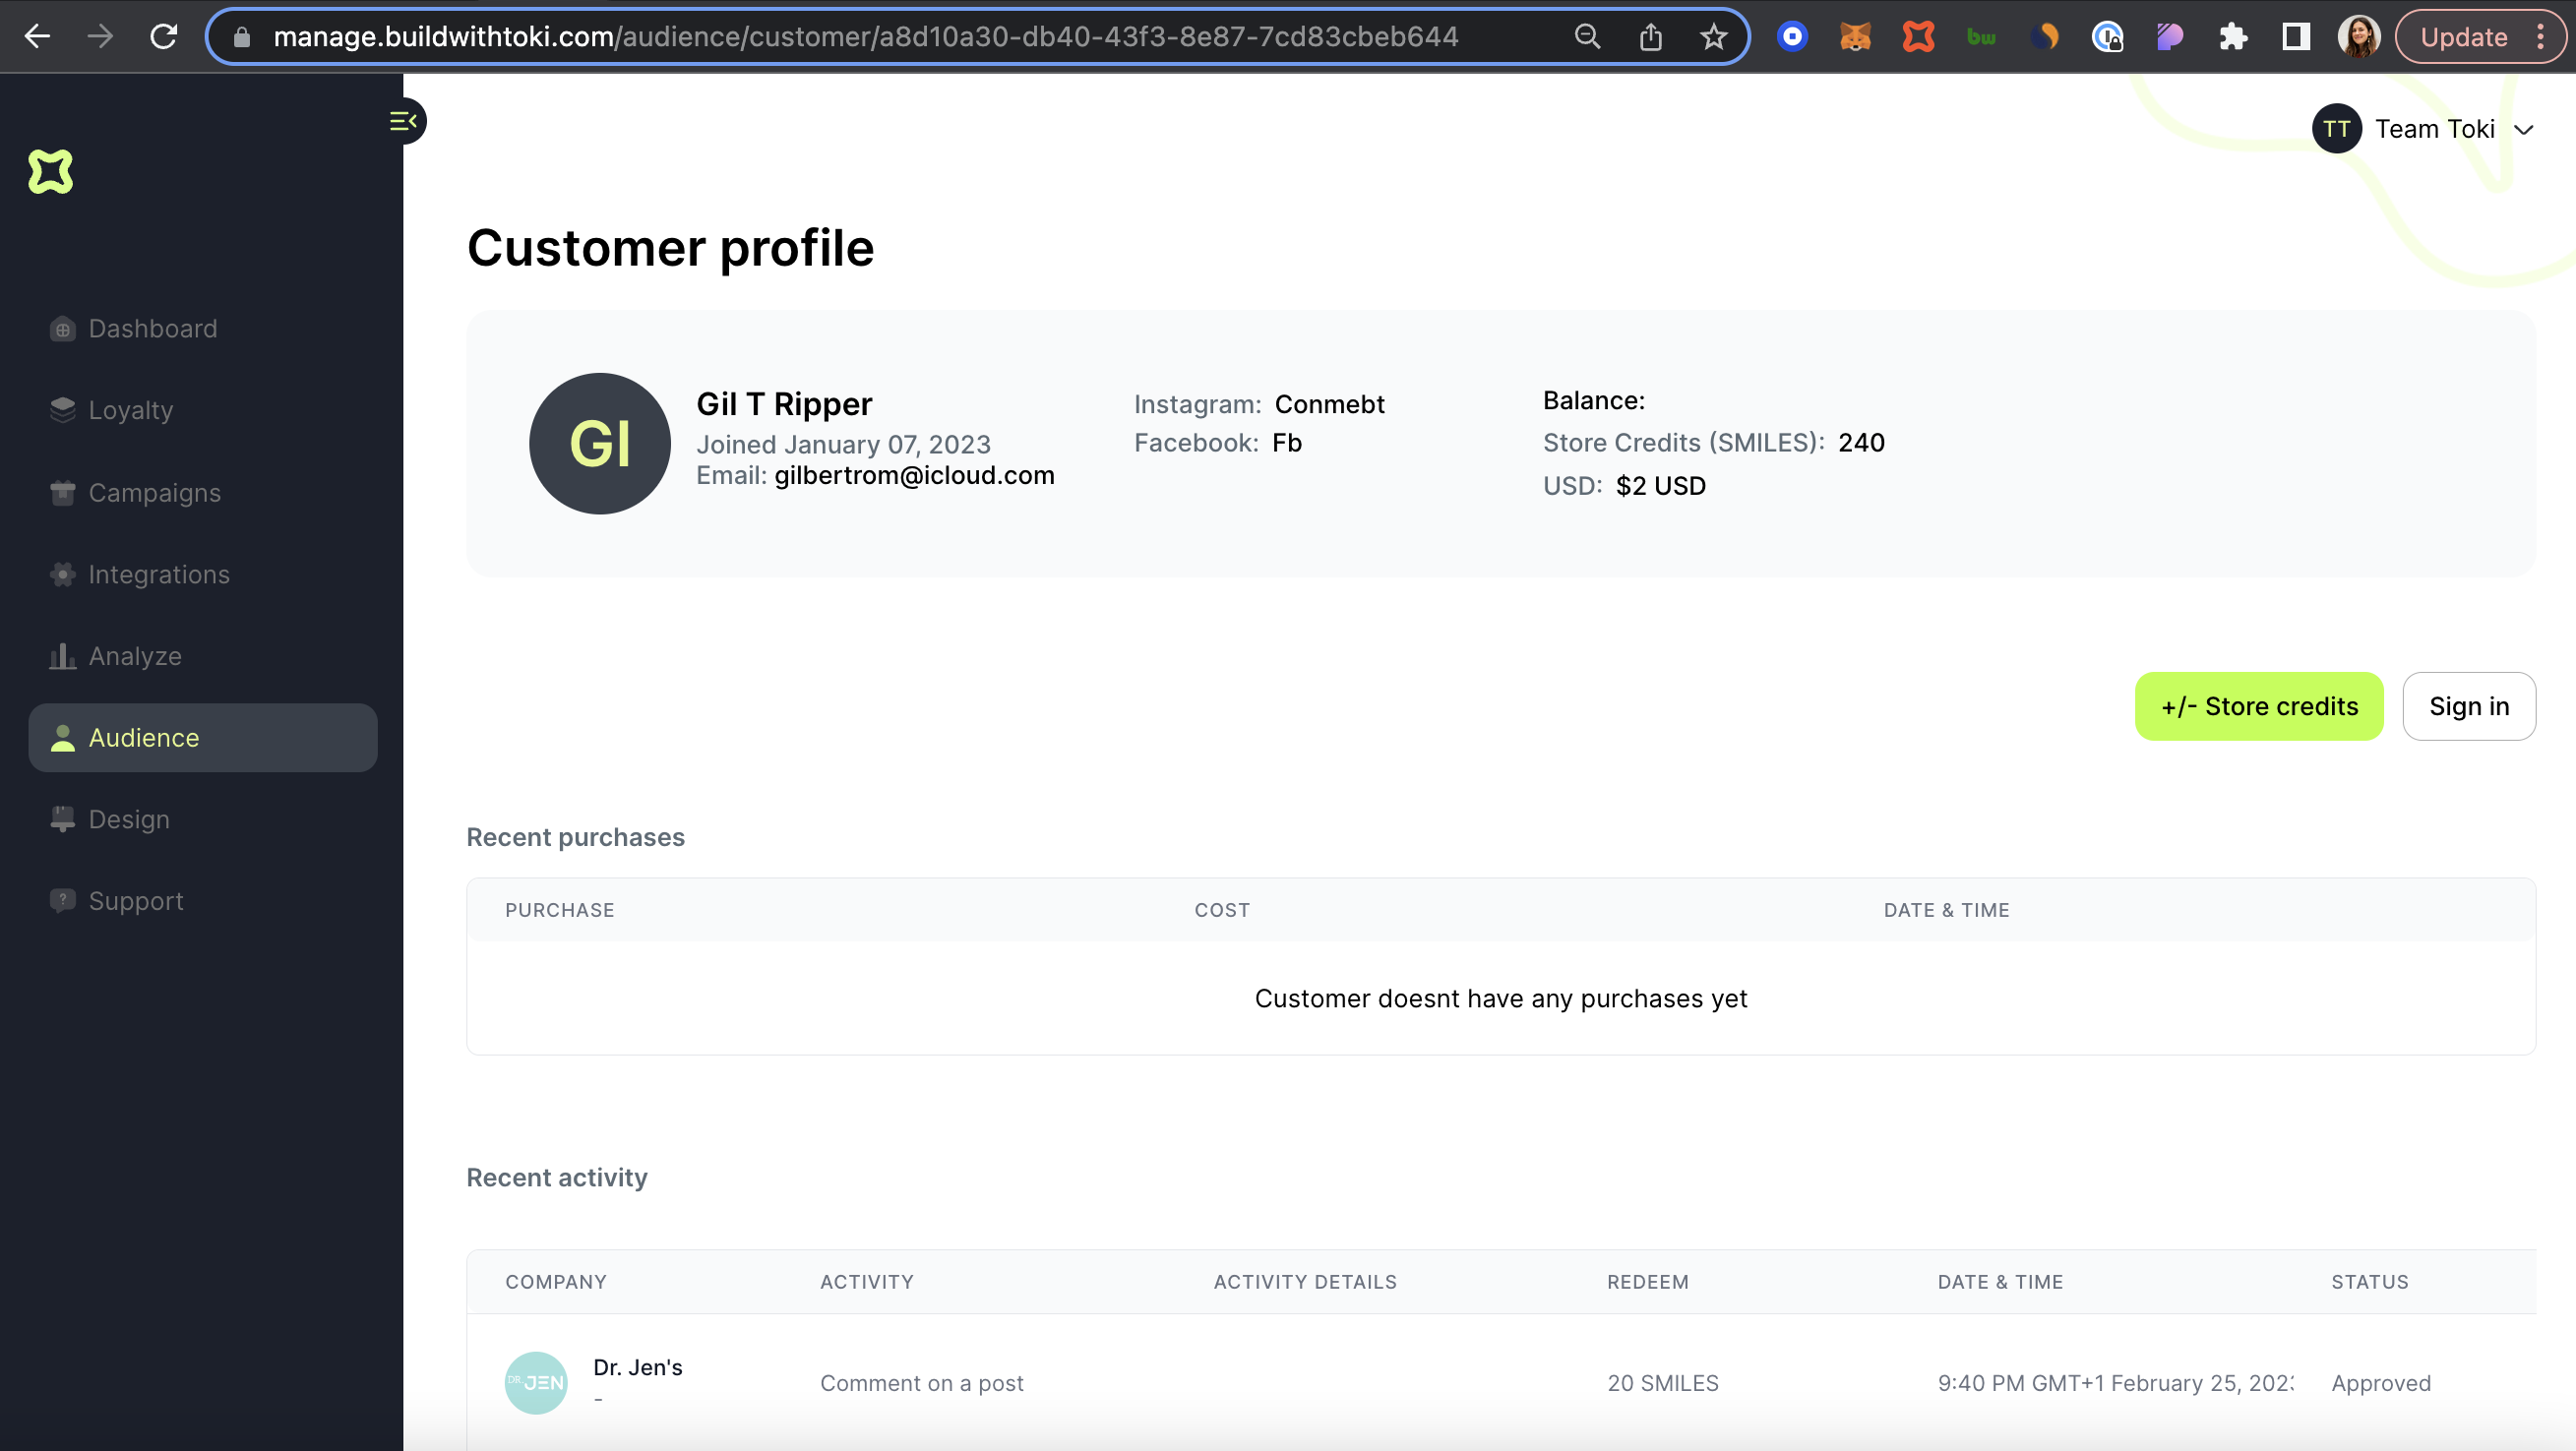 manage.buildwithtoki.com/audience/customer/a8d10a30-db40-43f3-8e87-7cd83cbeb644
bw
Update
TT Team Toki
Customer profile
Dashboard
Loyalty
Campaigns
Integrations
Analyze
Audience
Design
Support
GI
Gil T Ripper
Joined January 07, 2023
Email: gilbertrom@icloud.com
Instagram: Conmebt
Facebook: Fb
Balance:
Store Credits (SMILES): 240
USD: $2 USD
+/- Store credits
Sign in
Recent purchases
PURCHASE COST DATE & TIME
Customer doesnt have any purchases yet
Recent activity
COMPANY ACTIVITY ACTIVITY DETAILS REDEEM DATE & TIME STATUS
DR. JEN
Dr. Jen's
-
Comment on a post 20 SMILES 9:40 PM GMT+1 February 25, 202 Approved